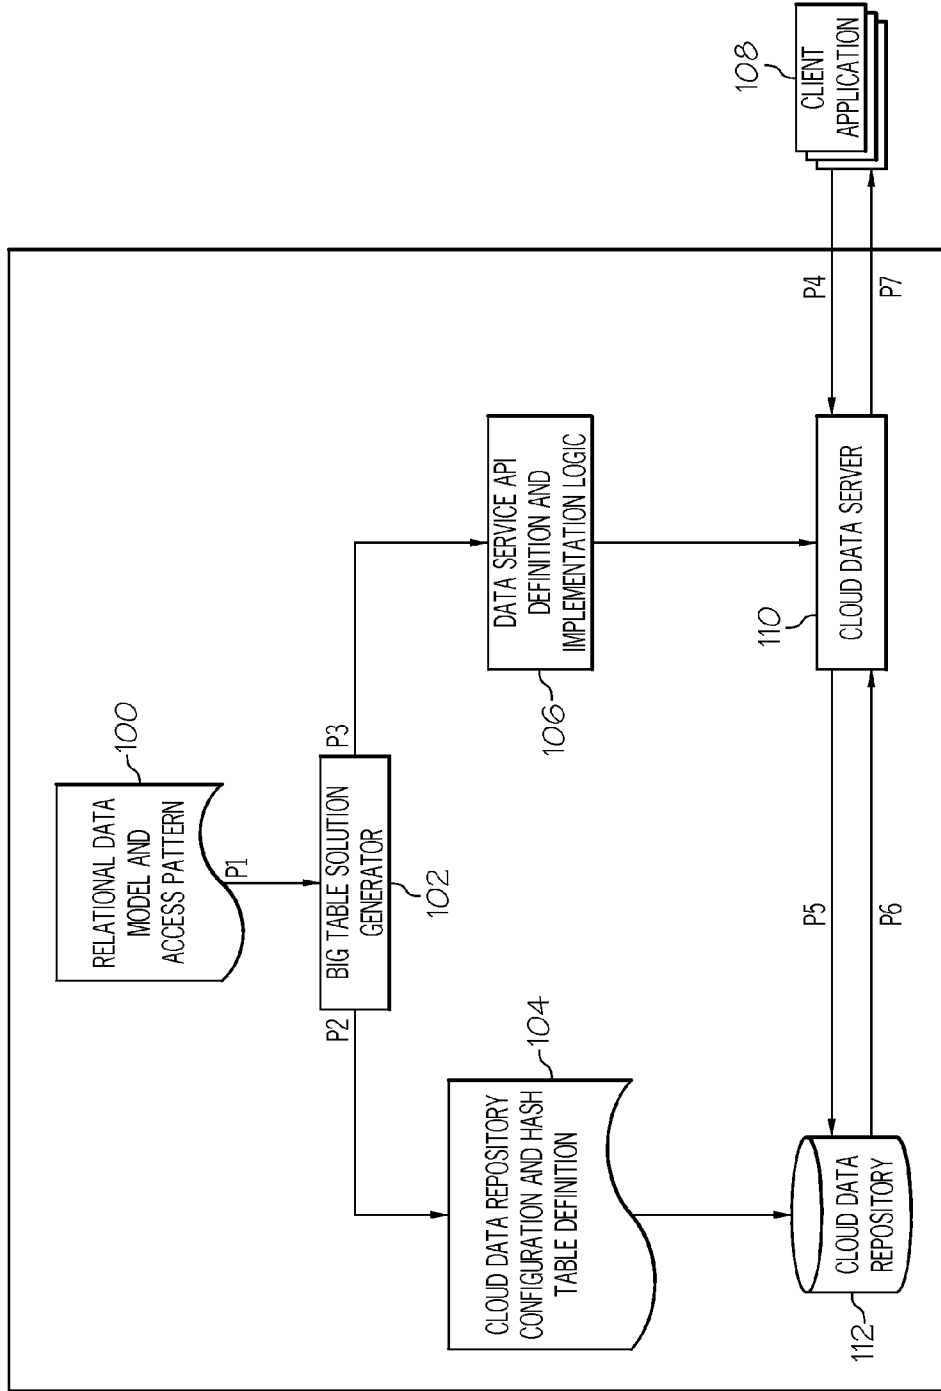 100
RELATIONAL DATA
MODEL AND
ACCESS PATTERN
P1
P2
BIG TABLE SOLUTION
GENERATOR
P3
102
104
CLOUD DATA REPOSITORY
CONFIGURATION AND HASH
TABLE DEFINITION
DATA SERVICE API
DEFINITION AND
IMPLEMENTATION LOGIC
106
108
CLIENT
APPLICATION
CLOUD DATA
REPOSITORY
112
P5
P6
110
CLOUD DATA SERVER
P4
P7